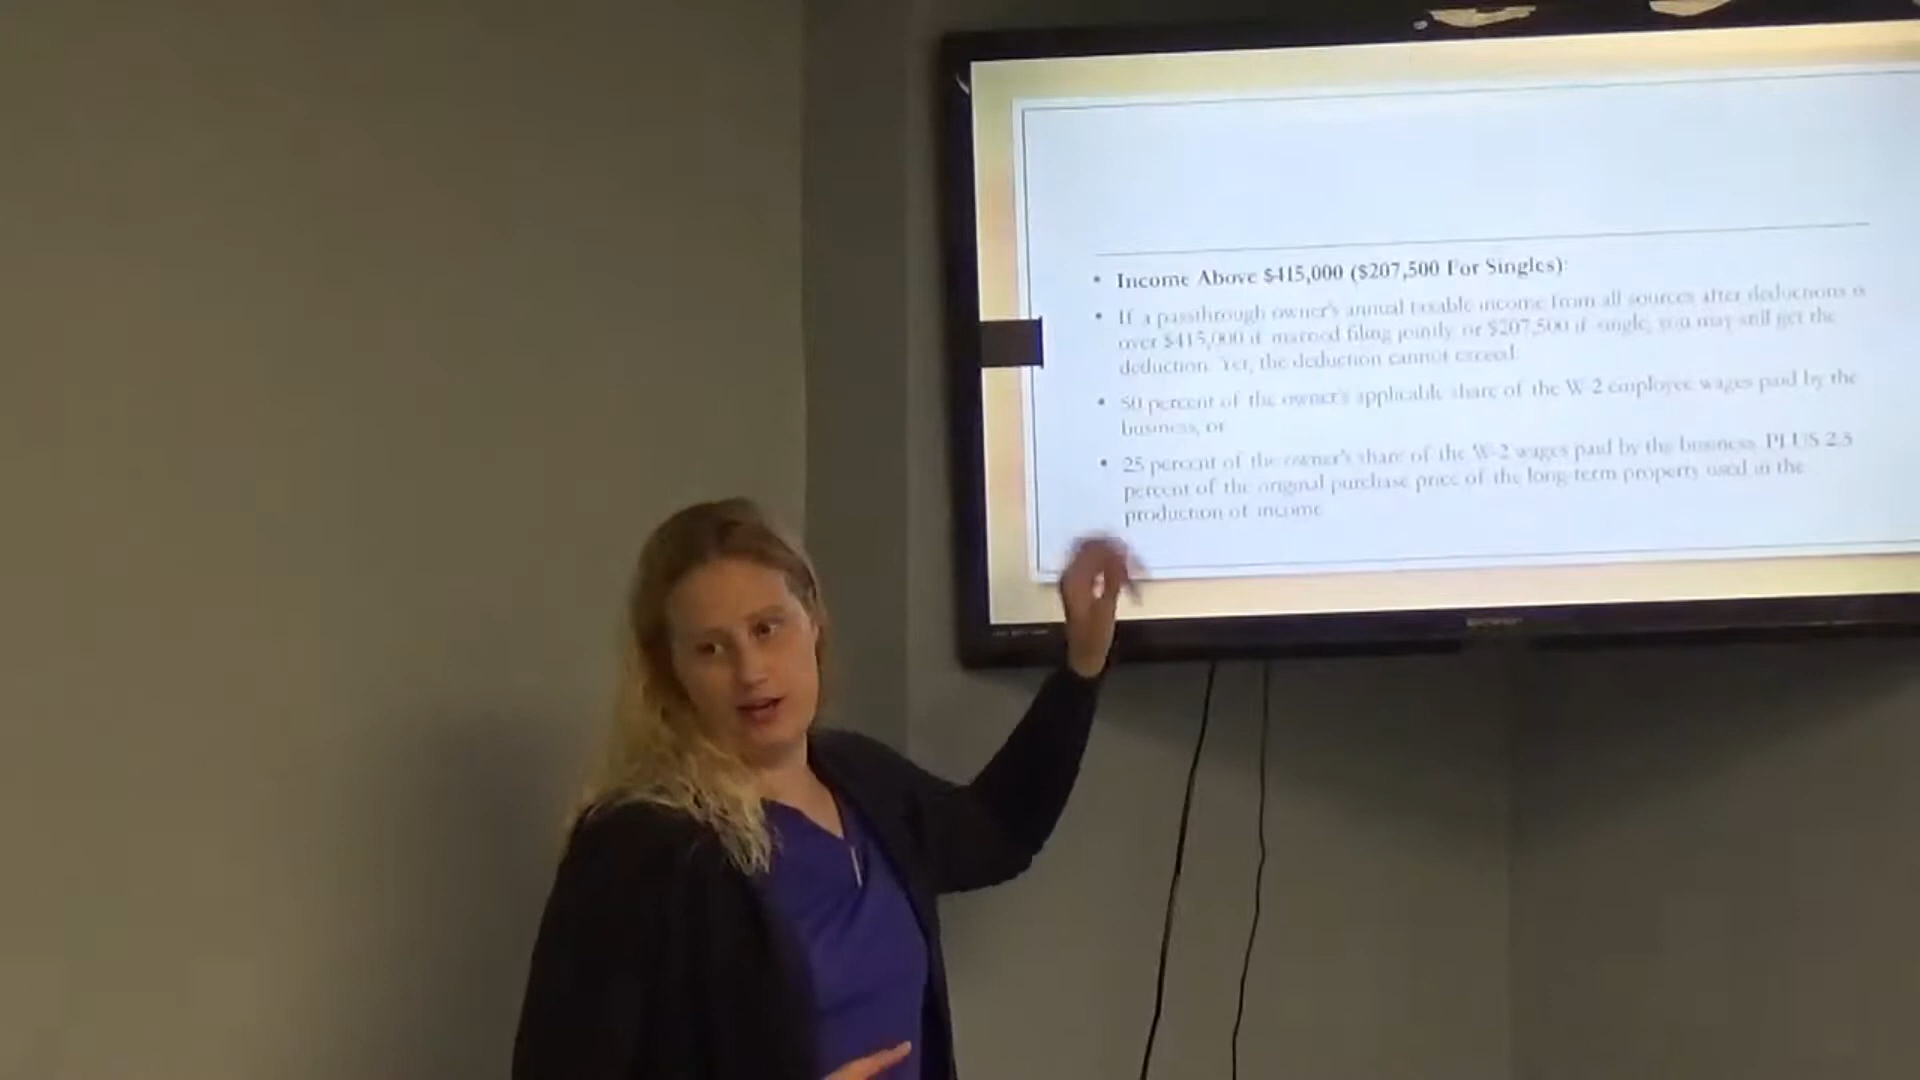 • Income Above $415,000 ($207,500 For Singles):
• If a passthrough owner's annual taxable income from all sources after deductions is
over $415,000 if married filing jointly or $207,500 if single, you may still get the
deduction. Yet, the deduction cannot exceed:
• 50 percent of the owner's applicable share of the W-2 employee wages paid by the
business, or
• 25 percent of the owner's share of the W-2 wages paid by the business PLUS 2.5
percent of the original purchase price of the long-term property used in the
production of income